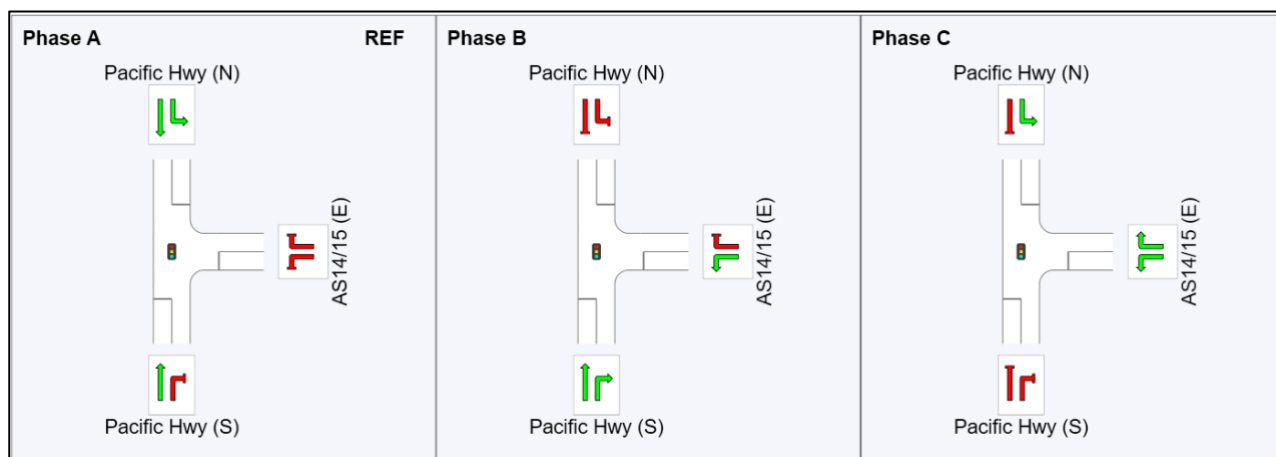 Phase A REF
Pacific Hwy (N)
AS14/15 (E)
Pacific Hwy (S)
Phase B
Pacific Hwy (N)
AS14/15 (E)
Pacific Hwy (S)
Phase C
Pacific Hwy (N)
AS14/15 (E)
Pacific Hwy (S)